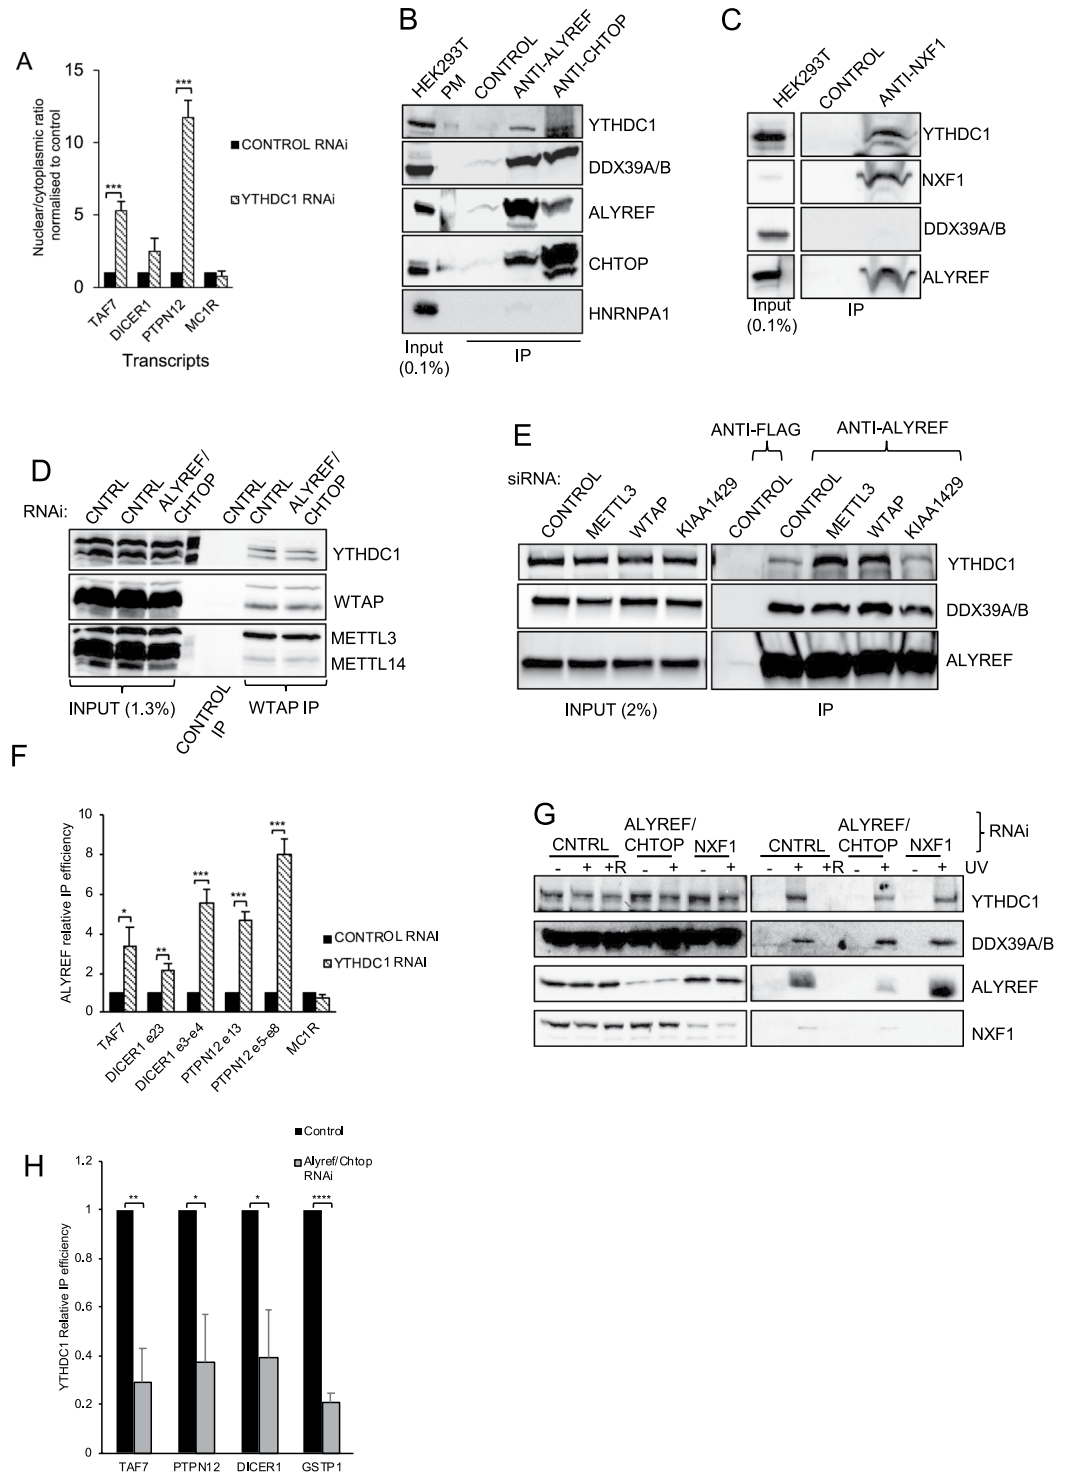 A
15
10
5
0
Nuclear/cytoplasmic ratio
normalised to control
***
***
CONTROL RNAi
YTHDC1 RNAi
TAF7
DICER1
PTPN12
MC1R
Transcripts
B
HEK293T
PM
CONTROL
ANTI-ALYREF
ANTI-CHTOP
YTHDC1
DDX39A/B
ALYREF
CHTOP
HNRNPA1
Input
(0.1%)
IP
C
HEK293T
CONTROL
ANTI-NXF1
YTHDC1
NXF1
DDX39A/B
ALYREF
Input
(0.1%)
IP
D
RNAi:
CNTRL
CNTRL
ALYREF/
CHTOP
CNTRL
CNTRL
ALYREF/
CHTOP
YTHDC1
WTAP
METTL3
METTL14
INPUT (1.3%)
CONTROL
IP
WTAP IP
E
ANTI-FLAG
ANTI-ALYREF
siRNA:
CONTROL
METTL3
WTAP
KIAA1429
CONTROL
CONTROL
METTL3
WTAP
KIAA1429
YTHDC1
DDX39A/B
ALYREF
INPUT (2%)
IP
F
10
8
6
4
2
0
ALYREF relative IP efficiency
*
**
***
***
***
CONTROL RNAI
YTHDC1 RNAI
TAF7
DICER1 e23
DICER1 e3-e4
PTPN12 e13
PTPN12 e5-e8
MC1R
G
CNTRL
ALYREF/
CHTOP
NXF1
CNTRL
ALYREF/
CHTOP
NXF1
RNAi
- + +R - + - +
- + +R - + - +
UV
YTHDC1
DDX39A/B
ALYREF
NXF1
H
Control
Alyref/Chtop
RNAi
1.2
1
0.8
0.6
0.4
0.2
0
YTHDC1 Relative IP efficiency
**
*
*
****
TAF7
PTPN12
DICER1
GSTP1